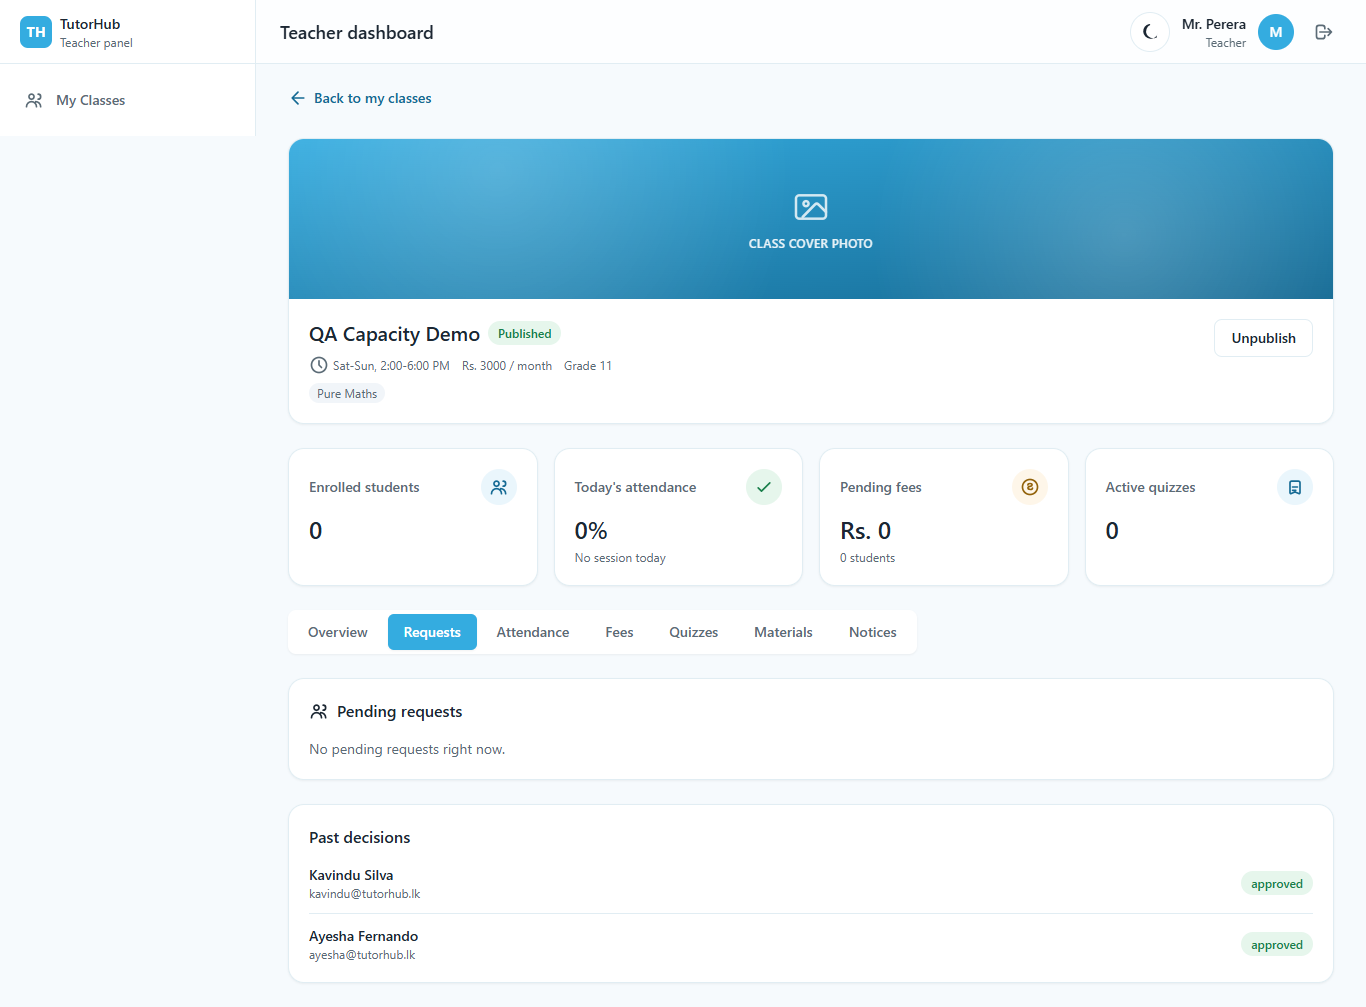 TH
TutorHub
Teacher panel
Teacher dashboard
Mr. Perera
Teacher
M
My Classes
Back to my classes
CLASS COVER PHOTO
QA Capacity Demo
Published
Unpublish
Sat-Sun, 2:00-6:00 PM
Rs. 3000 / month
Grade 11
Pure Maths
Enrolled students
0
Today's attendance
0%
No session today
Pending fees
Rs. 0
0 students
Active quizzes
0
Overview
Requests
Attendance
Fees
Quizzes
Materials
Notices
Pending requests
No pending requests right now.
Past decisions
Kavindu Silva
kavindu@tutorhub.lk
approved
Ayesha Fernando
ayesha@tutorhub.lk
approved